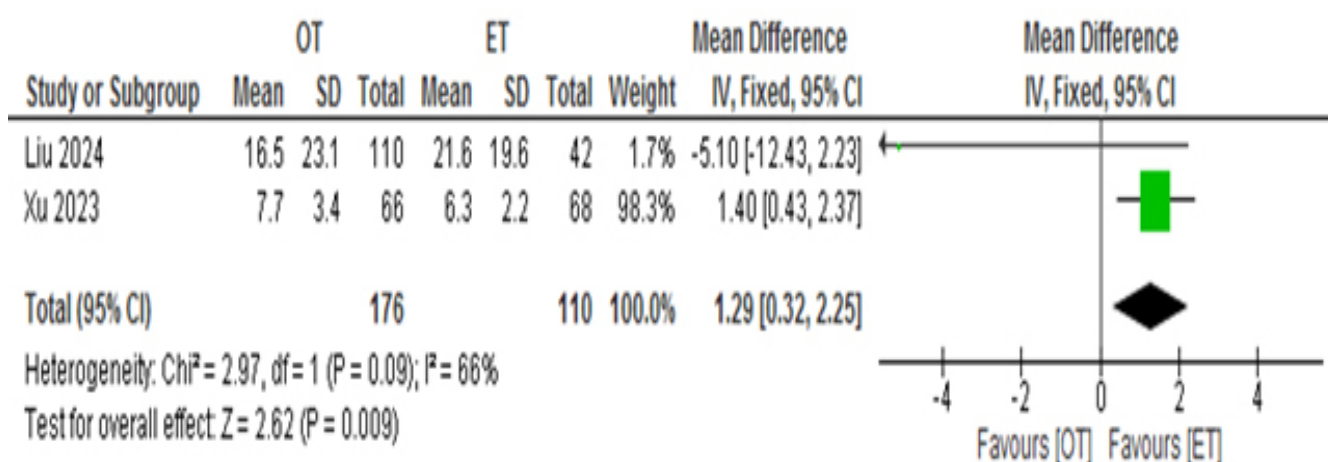 OT ET Mean Difference Mean Difference
Study or Subgroup Mean SD Total Mean SD Total Weight IV, Fixed, 95% CI IV, Fixed, 95% CI
Liu 2024 16.5 23.1 110 21.6 19.6 42 1.7% -5.10 [-12.43, 2.23]
Xu 2023 7.7 3.4 66 6.3 2.2 68 98.3% 1.40 [0.43, 2.37]
Total (95% CI) 176 110 100.0% 1.29 [0.32, 2.25]
Heterogeneity: Chi² = 2.97, df = 1 (P = 0.09); I² = 66%
Test for overall effect: Z = 2.62 (P = 0.009)
-4 -2 0 2 4
Favours [OT] Favours [ET]